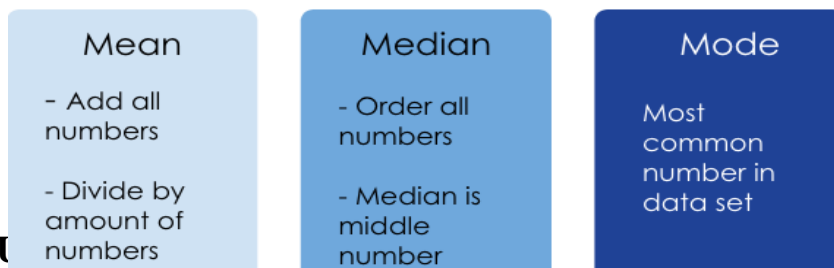 Mean
- Add all
numbers
- Divide by
amount of
numbers
Median
- Order all
numbers
- Median is
middle
number
Mode
Most
common
number in
data set